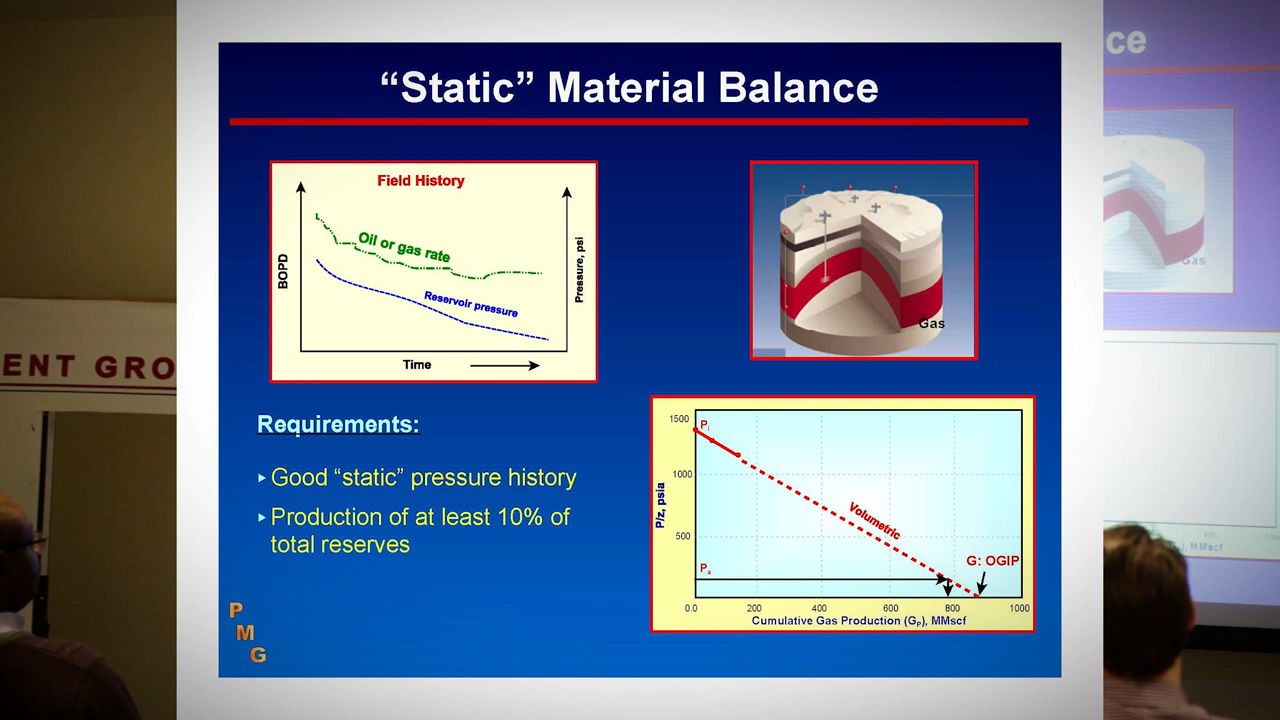 “Static” Material Balance
Field History
Oil or gas rate
Reservoir pressure
BOPD
Pressure, psi
Time
Gas
Requirements:
▸ Good “static” pressure history
▸ Production of at least 10% of
total reserves
1500
1000
500
P/z, psia
Pi
Volumetric
G: OGIP
Pa
0.0 200 400 600 800 1000
Cumulative Gas Production (GP), MMscf
P
M
G
ENT GRO
ce
Gas
MMscf